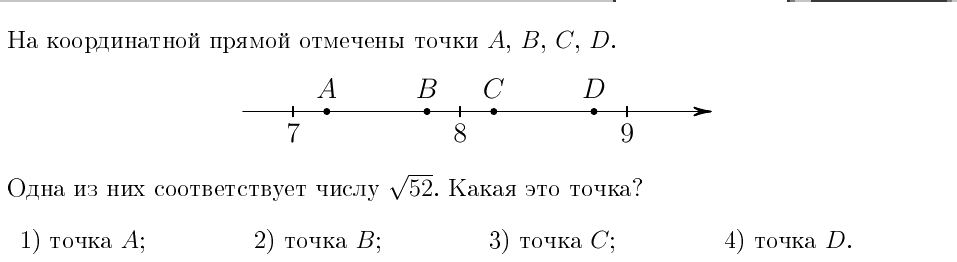 На координатной прямой отмечены точки A, B, C, D.
A B C D
7 8 9
Одна из них соответствует числу √52. Какая это точка?
1) точка A; 2) точка B; 3) точка C; 4) точка D.